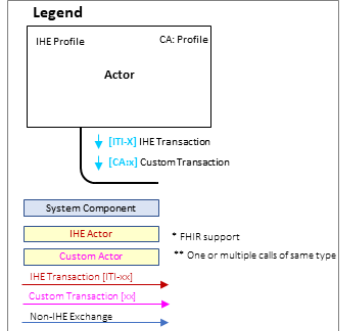 Legend
IHE Profile
CA: Profile
Actor
[ITI-X] IHE Transaction
[CA:x] Custom Transaction
System Component
IHE Actor
* FHIR support
Custom Actor
** One or multiple calls of same type
IHE Transaction [ITI-xx]
Custom Transaction [xx]
Non-IHE Exchange